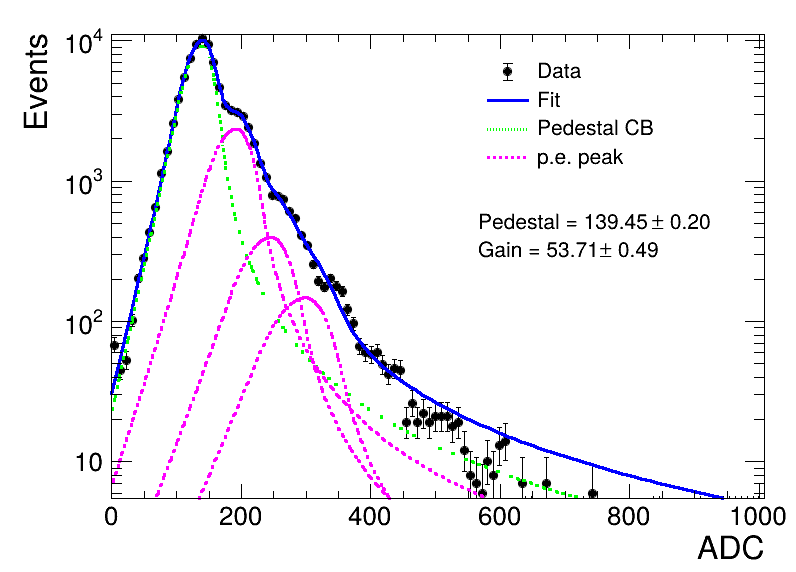 Events
10⁴
10³
10²
10
Data
Fit
Pedestal CB
p.e. peak
Pedestal = 139.45± 0.20
Gain = 53.71± 0.49
0 200 400 600 800 1000
ADC